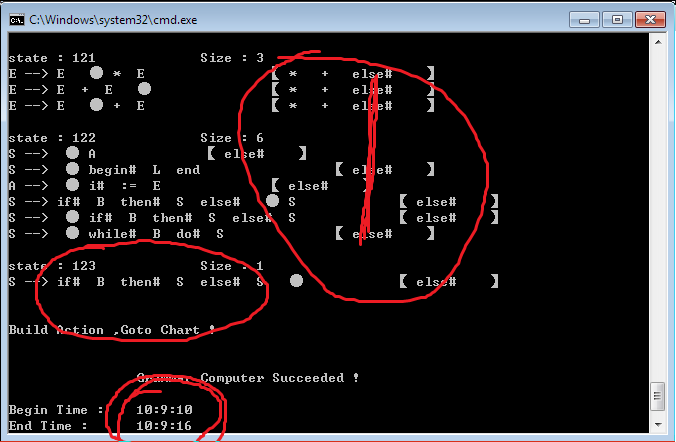 C:\Windows\system32\cmd.exe
state : 121 Size : 3
E --> E ● * E 【 * + else# 】
E --> E + E ● 【 * + else# 】
E --> E ● + E 【 * + else# 】
state : 122 Size : 6
S --> ● A 【 else# 】
S --> ● begin# L end 【 else# 】
A --> ● i# := E 【 else# 】
S --> if# B then# S else# ● S 【 else# 】
S --> ● if# B then# S else# S 【 else# 】
S --> ● while# B do# S 【 else# 】
state : 123 Size : 1
S --> if# B then# S else# S ● 【 else# 】
Build Action ,Goto Chart !
Grammar Computer Succeeded !
Begin Time : 10:9:10
End Time : 10:9:16